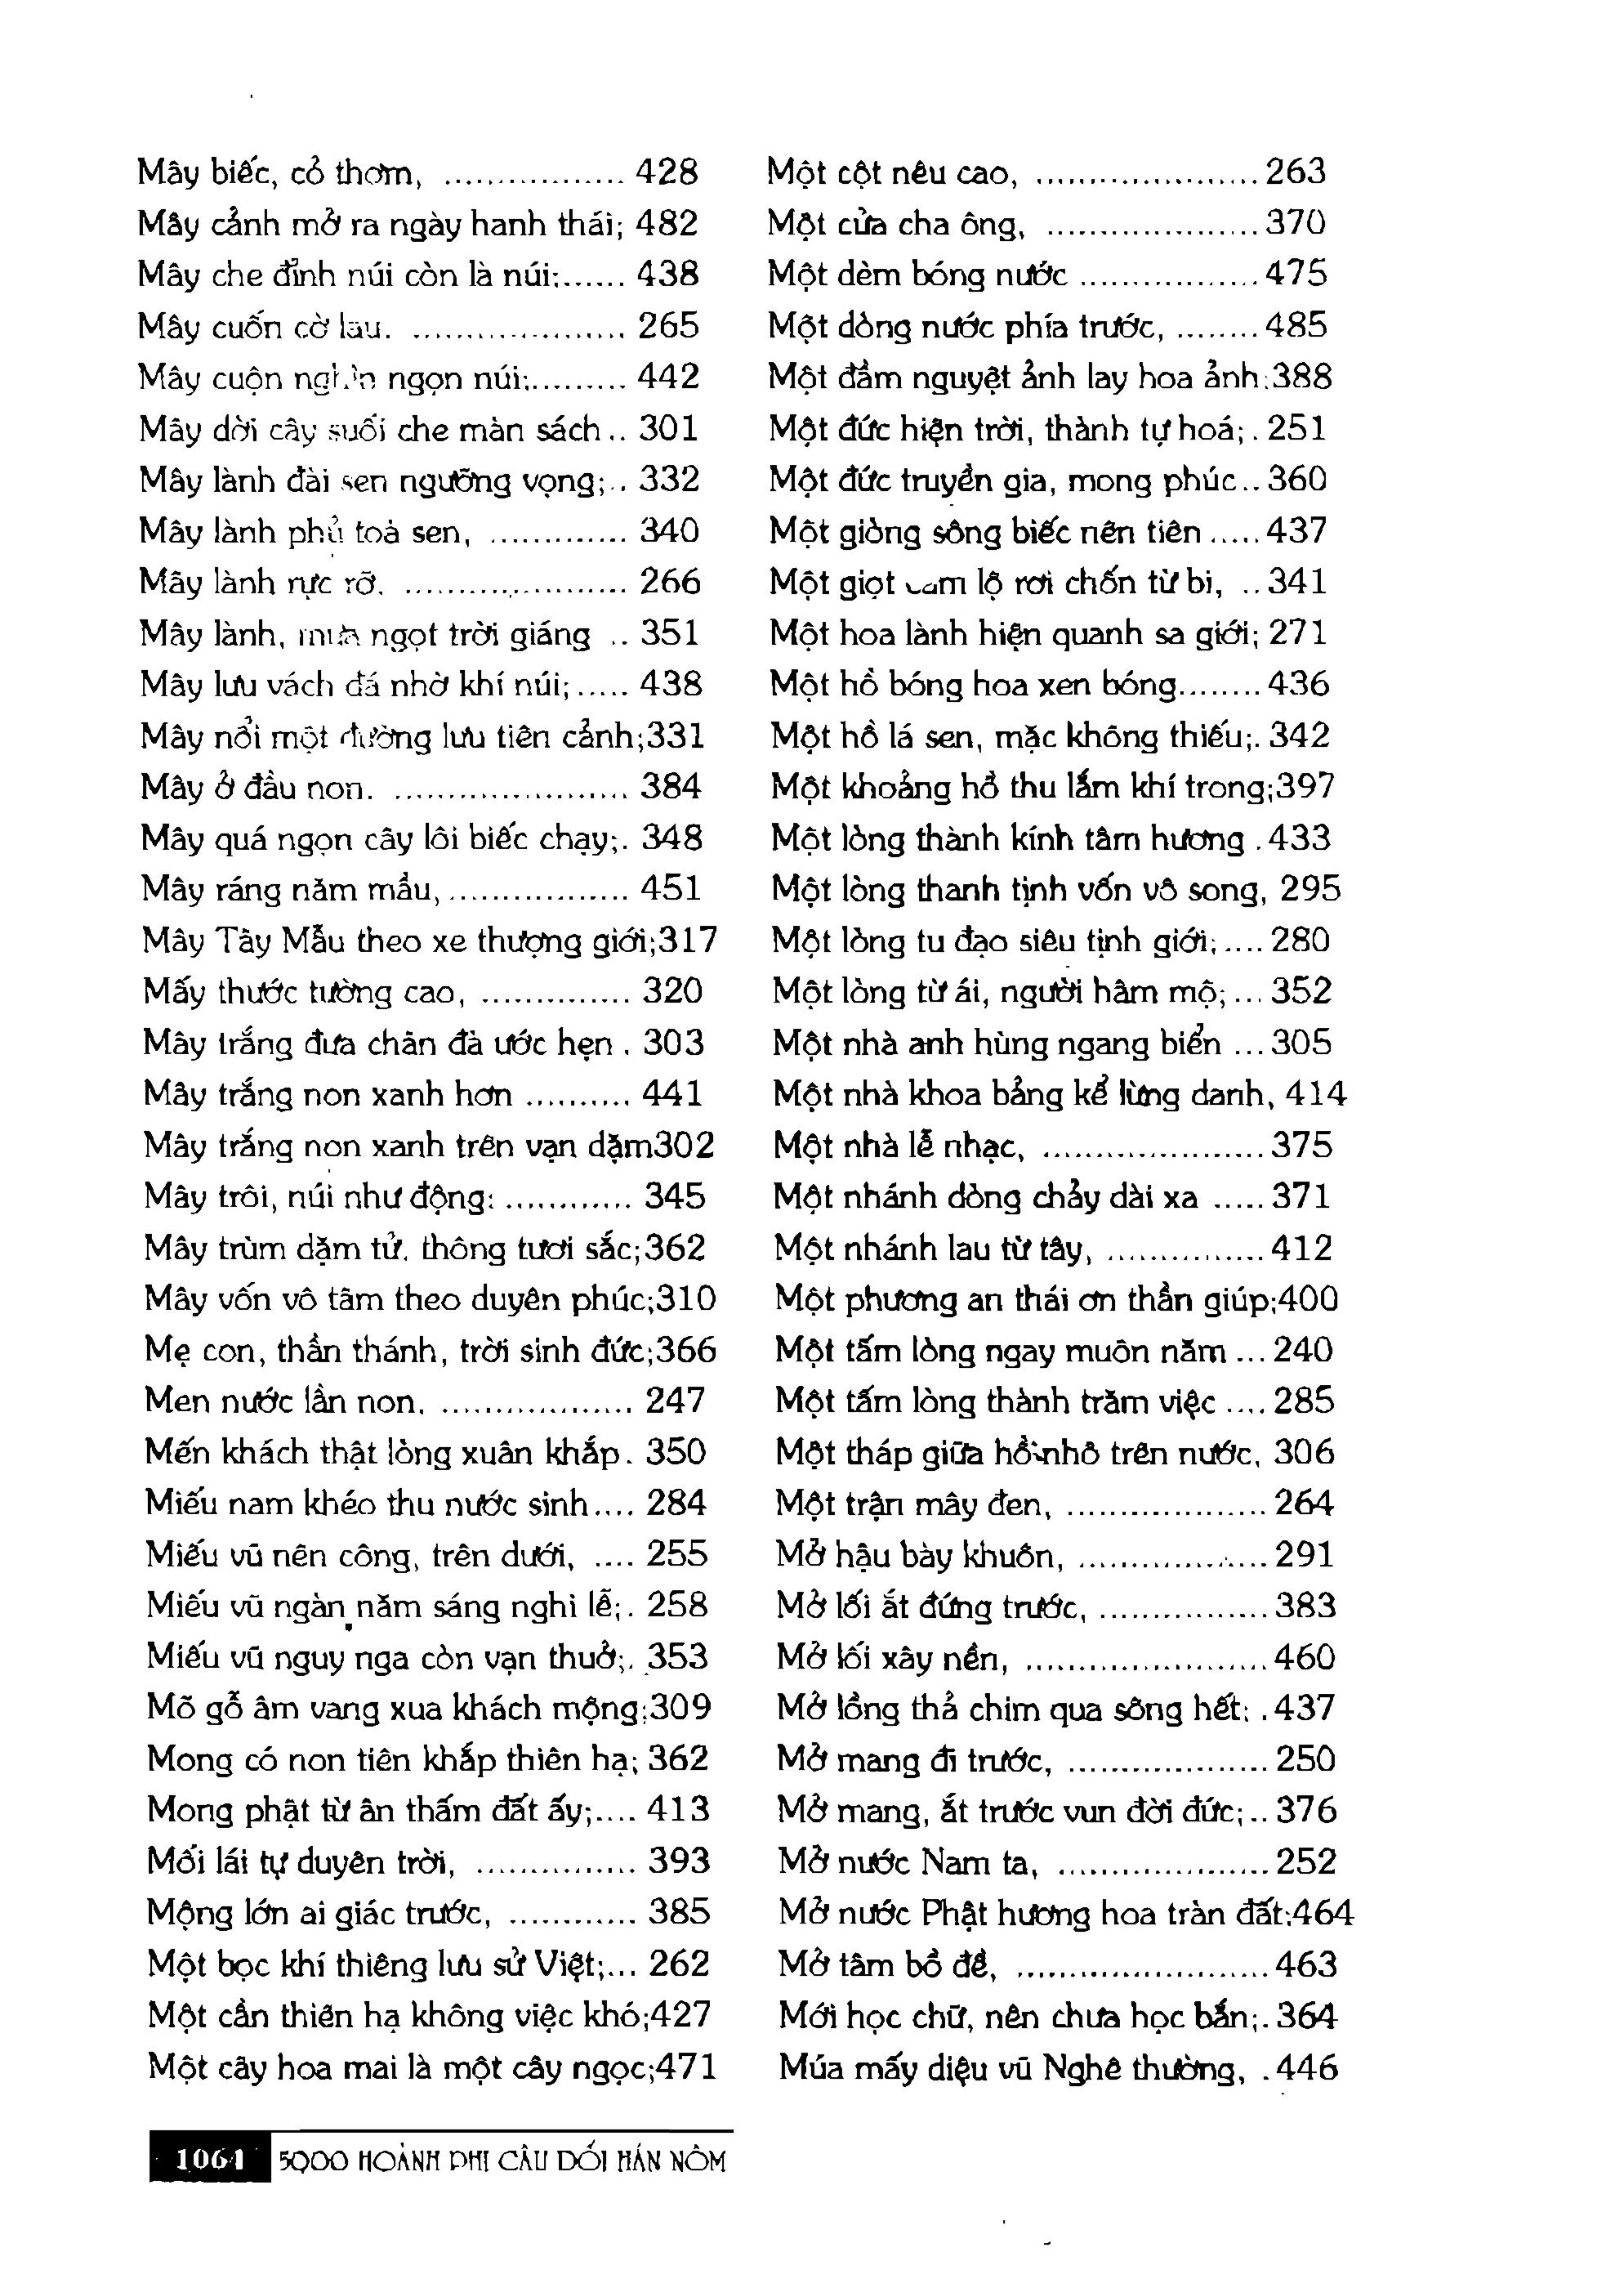 Mây biếc, cỏ thơm, ................. 428
Mây cảnh mở ra ngày hanh thái; 482
Mây che đỉnh núi còn là núi;...... 438
Mây cuốn cờ lau. .................... 265
Mây cuộn nghìn ngọn núi;......... 442
Mây dời cây suối che màn sách .. 301
Mây lành đài sen ngưỡng vọng;.. 332
Mây lành phủ toà sen, ............. 340
Mây lành rực rỡ. ..................... 266
Mây lành, mưa ngọt trời giáng .. 351
Mây lưu vách đá nhờ khí núi;..... 438
Mây nổi một đường lưu tiên cảnh;331
Mây ở đầu non. ...................... 384
Mây quá ngọn cây lôi biếc chạy;. 348
Mây ráng năm mầu,................. 451
Mây Tây Mẫu theo xe thượng giới;317
Mấy thước tường cao, .............. 320
Mây trắng đưa chân đà ước hẹn . 303
Mây trắng non xanh hơn .......... 441
Mây trắng non xanh trên vạn dặm302
Mây trôi, núi như động; ............ 345
Mây trùm dặm tử, thông tươi sắc;362
Mây vốn vô tâm theo duyên phúc;310
Mẹ con, thần thánh, trời sinh đức;366
Men nước lần non. .................. 247
Mến khách thật lòng xuân khắp. 350
Miếu nam khéo thu nước sinh.... 284
Miếu vũ nên công, trên dưới, .... 255
Miếu vũ ngàn năm sáng nghi lễ;. 258
Miếu vũ nguy nga còn vạn thuở;. 353
Mõ gỗ âm vang xua khách mộng;309
Mong có non tiên khắp thiên hạ; 362
Mong phật từ ân thấm đất ấy;.... 413
Mối lái tự duyên trời, ............... 393
Mộng lớn ai giác trước, ............ 385
Một bọc khí thiêng lưu sử Việt;... 262
Một cần thiên hạ không việc khó;427
Một cây hoa mai là một cây ngọc;471
Một cột nêu cao, .....................263
Một cửa cha ông, ....................370
Một dèm bóng nước .................475
Một dòng nước phía trước, ........485
Một đầm nguyệt ảnh lay hoa ảnh;388
Một đức hiện trời, thành tự hoá;. 251
Một đức truyền gia, mong phúc.. 360
Một giòng sông biếc nên tiên .....437
Một giọt cam lộ rơi chốn từ bi, ..341
Một hoa lành hiện quanh sa giới; 271
Một hồ bóng hoa xen bóng........436
Một hồ lá sen, mặc không thiếu;. 342
Một khoảng hồ thu lắm khí trong;397
Một lòng thành kính tâm hương .433
Một lòng thanh tịnh vốn vô song, 295
Một lòng tu đạo siêu tịnh giới;....280
Một lòng từ ái, người hâm mộ;... 352
Một nhà anh hùng ngang biển ...305
Một nhà khoa bảng kể lừng danh, 414
Một nhà lễ nhạc, .....................375
Một nhánh dòng chảy dài xa .....371
Một nhánh lau từ tây, ...............412
Một phương an thái ơn thần giúp;400
Một tấm lòng ngay muôn năm ...240
Một tấm lòng thành trăm việc ....285
Một tháp giữa hồ nhô trên nước, 306
Một trận mây đen, ...................264
Mở hậu bày khuôn, ..................291
Mở lối ắt đứng trước, ................383
Mở lối xây nền, .......................460
Mở lồng thả chim qua sông hết; .437
Mở mang đi trước, ...................250
Mở mang, ắt trước vun đời đức;.. 376
Mở nước Nam ta, ....................252
Mở nước Phật hương hoa tràn đất;464
Mở tâm bồ đề, ........................463
Mới học chữ, nên chưa học bắn;. 364
Múa mấy diệu vũ Nghê thường, .446
1064 5000 HOÀNH PHI CÂU ĐỐI HÁN NÔM